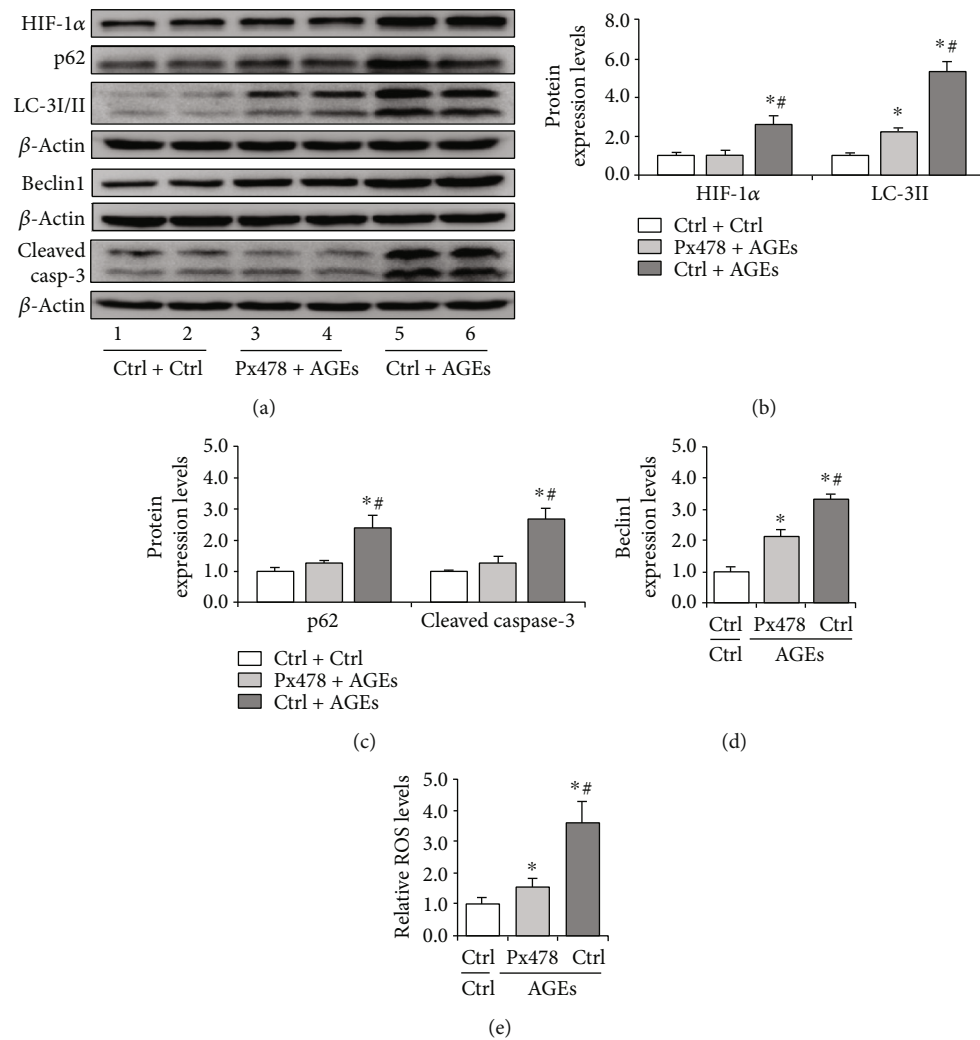 HIF-1α
p62
LC-3I/II
β-Actin
Beclin1
β-Actin
Cleaved
casp-3
β-Actin
1 2 3 4 5 6
Ctrl + Ctrl Px478 + AGEs Ctrl + AGEs
(a)
Protein
expression levels
8.0
6.0
4.0
2.0
0.0
*#
*
*#
HIF-1α LC-3II
Ctrl + Ctrl
Px478 + AGEs
Ctrl + AGEs
(b)
Protein
expression levels
5.0
4.0
3.0
2.0
1.0
0.0
*#
*#
p62 Cleaved caspase-3
Ctrl + Ctrl
Px478 + AGEs
Ctrl + AGEs
(c)
Beclin1
expression levels
5.0
4.0
3.0
2.0
1.0
0.0
*
*#
Ctrl Px478 Ctrl
Ctrl AGEs
(d)
Relative ROS levels
5.0
4.0
3.0
2.0
1.0
0.0
*
*#
Ctrl Px478 Ctrl
Ctrl AGEs
(e)